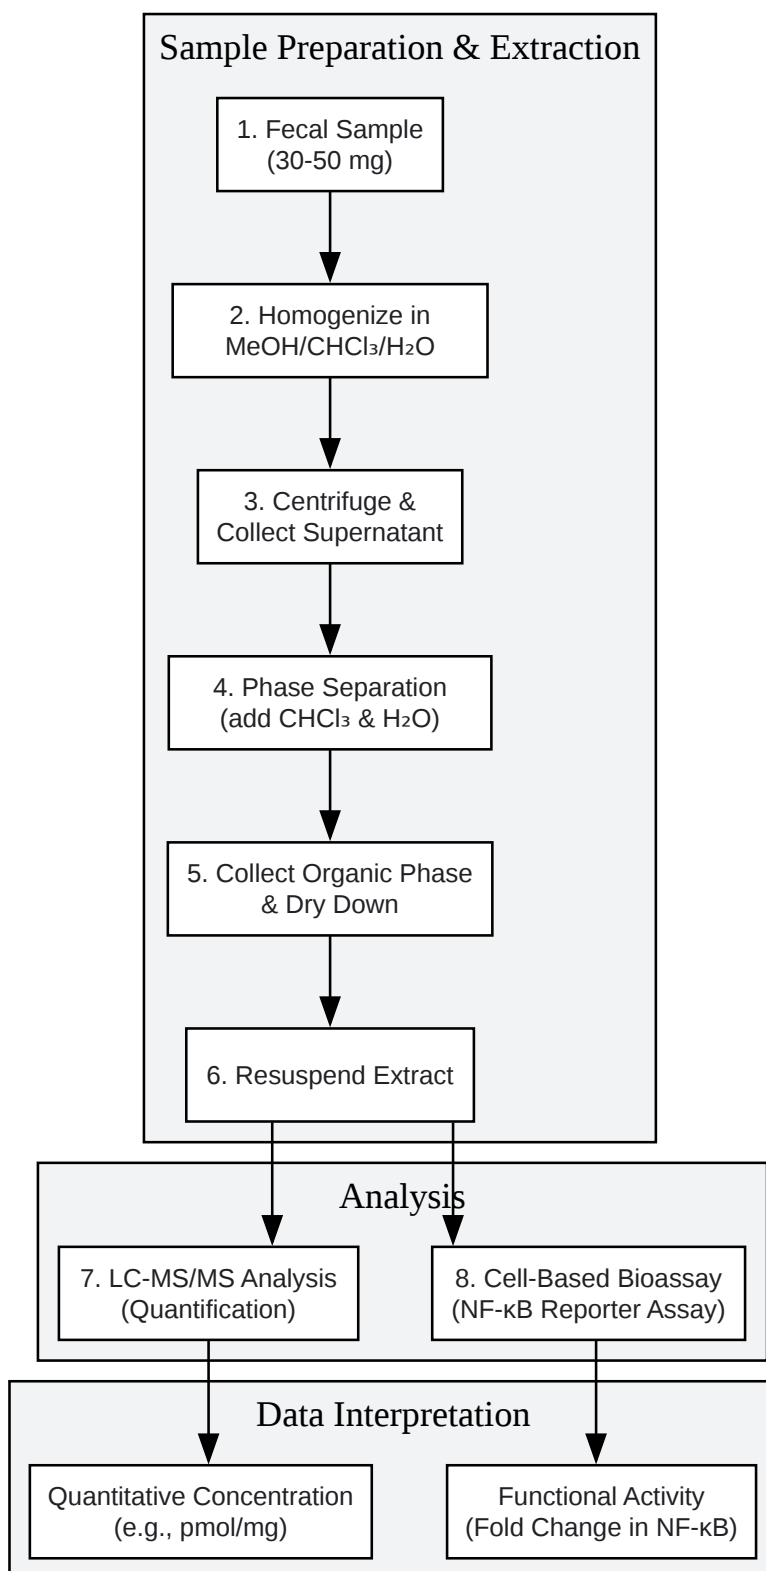 Sample Preparation & Extraction
1. Fecal Sample
(30-50 mg)
2. Homogenize in
MeOH/CHCl₃/H₂O
3. Centrifuge &
Collect Supernatant
4. Phase Separation
(add CHCl₃ & H₂O)
5. Collect Organic Phase
& Dry Down
6. Resuspend Extract
Analysis
7. LC-MS/MS Analysis
(Quantification)
8. Cell-Based Bioassay
(NF-κB Reporter Assay)
Data Interpretation
Quantitative Concentration
(e.g., pmol/mg)
Functional Activity
(Fold Change in NF-κB)